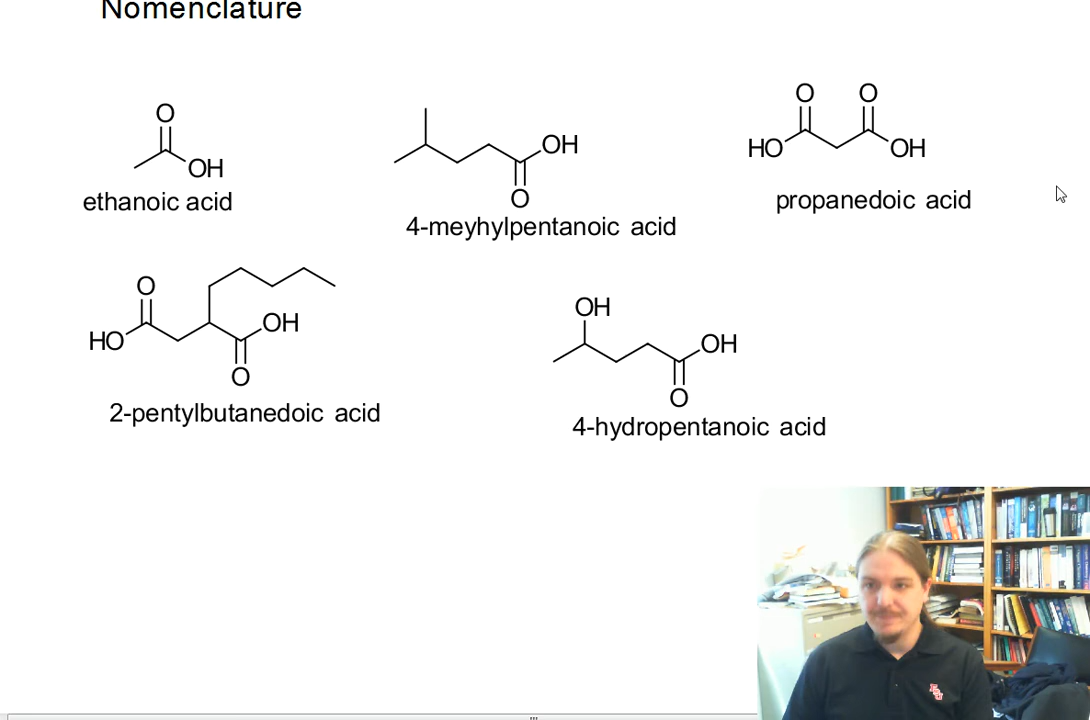 Nomenclature
O
OH
ethanoic acid
OH
O
4-meyhylpentanoic acid
O O
HO OH
propanedoic acid
O
HO
OH
O
2-pentylbutanedoic acid
OH
OH
O
4-hydropentanoic acid